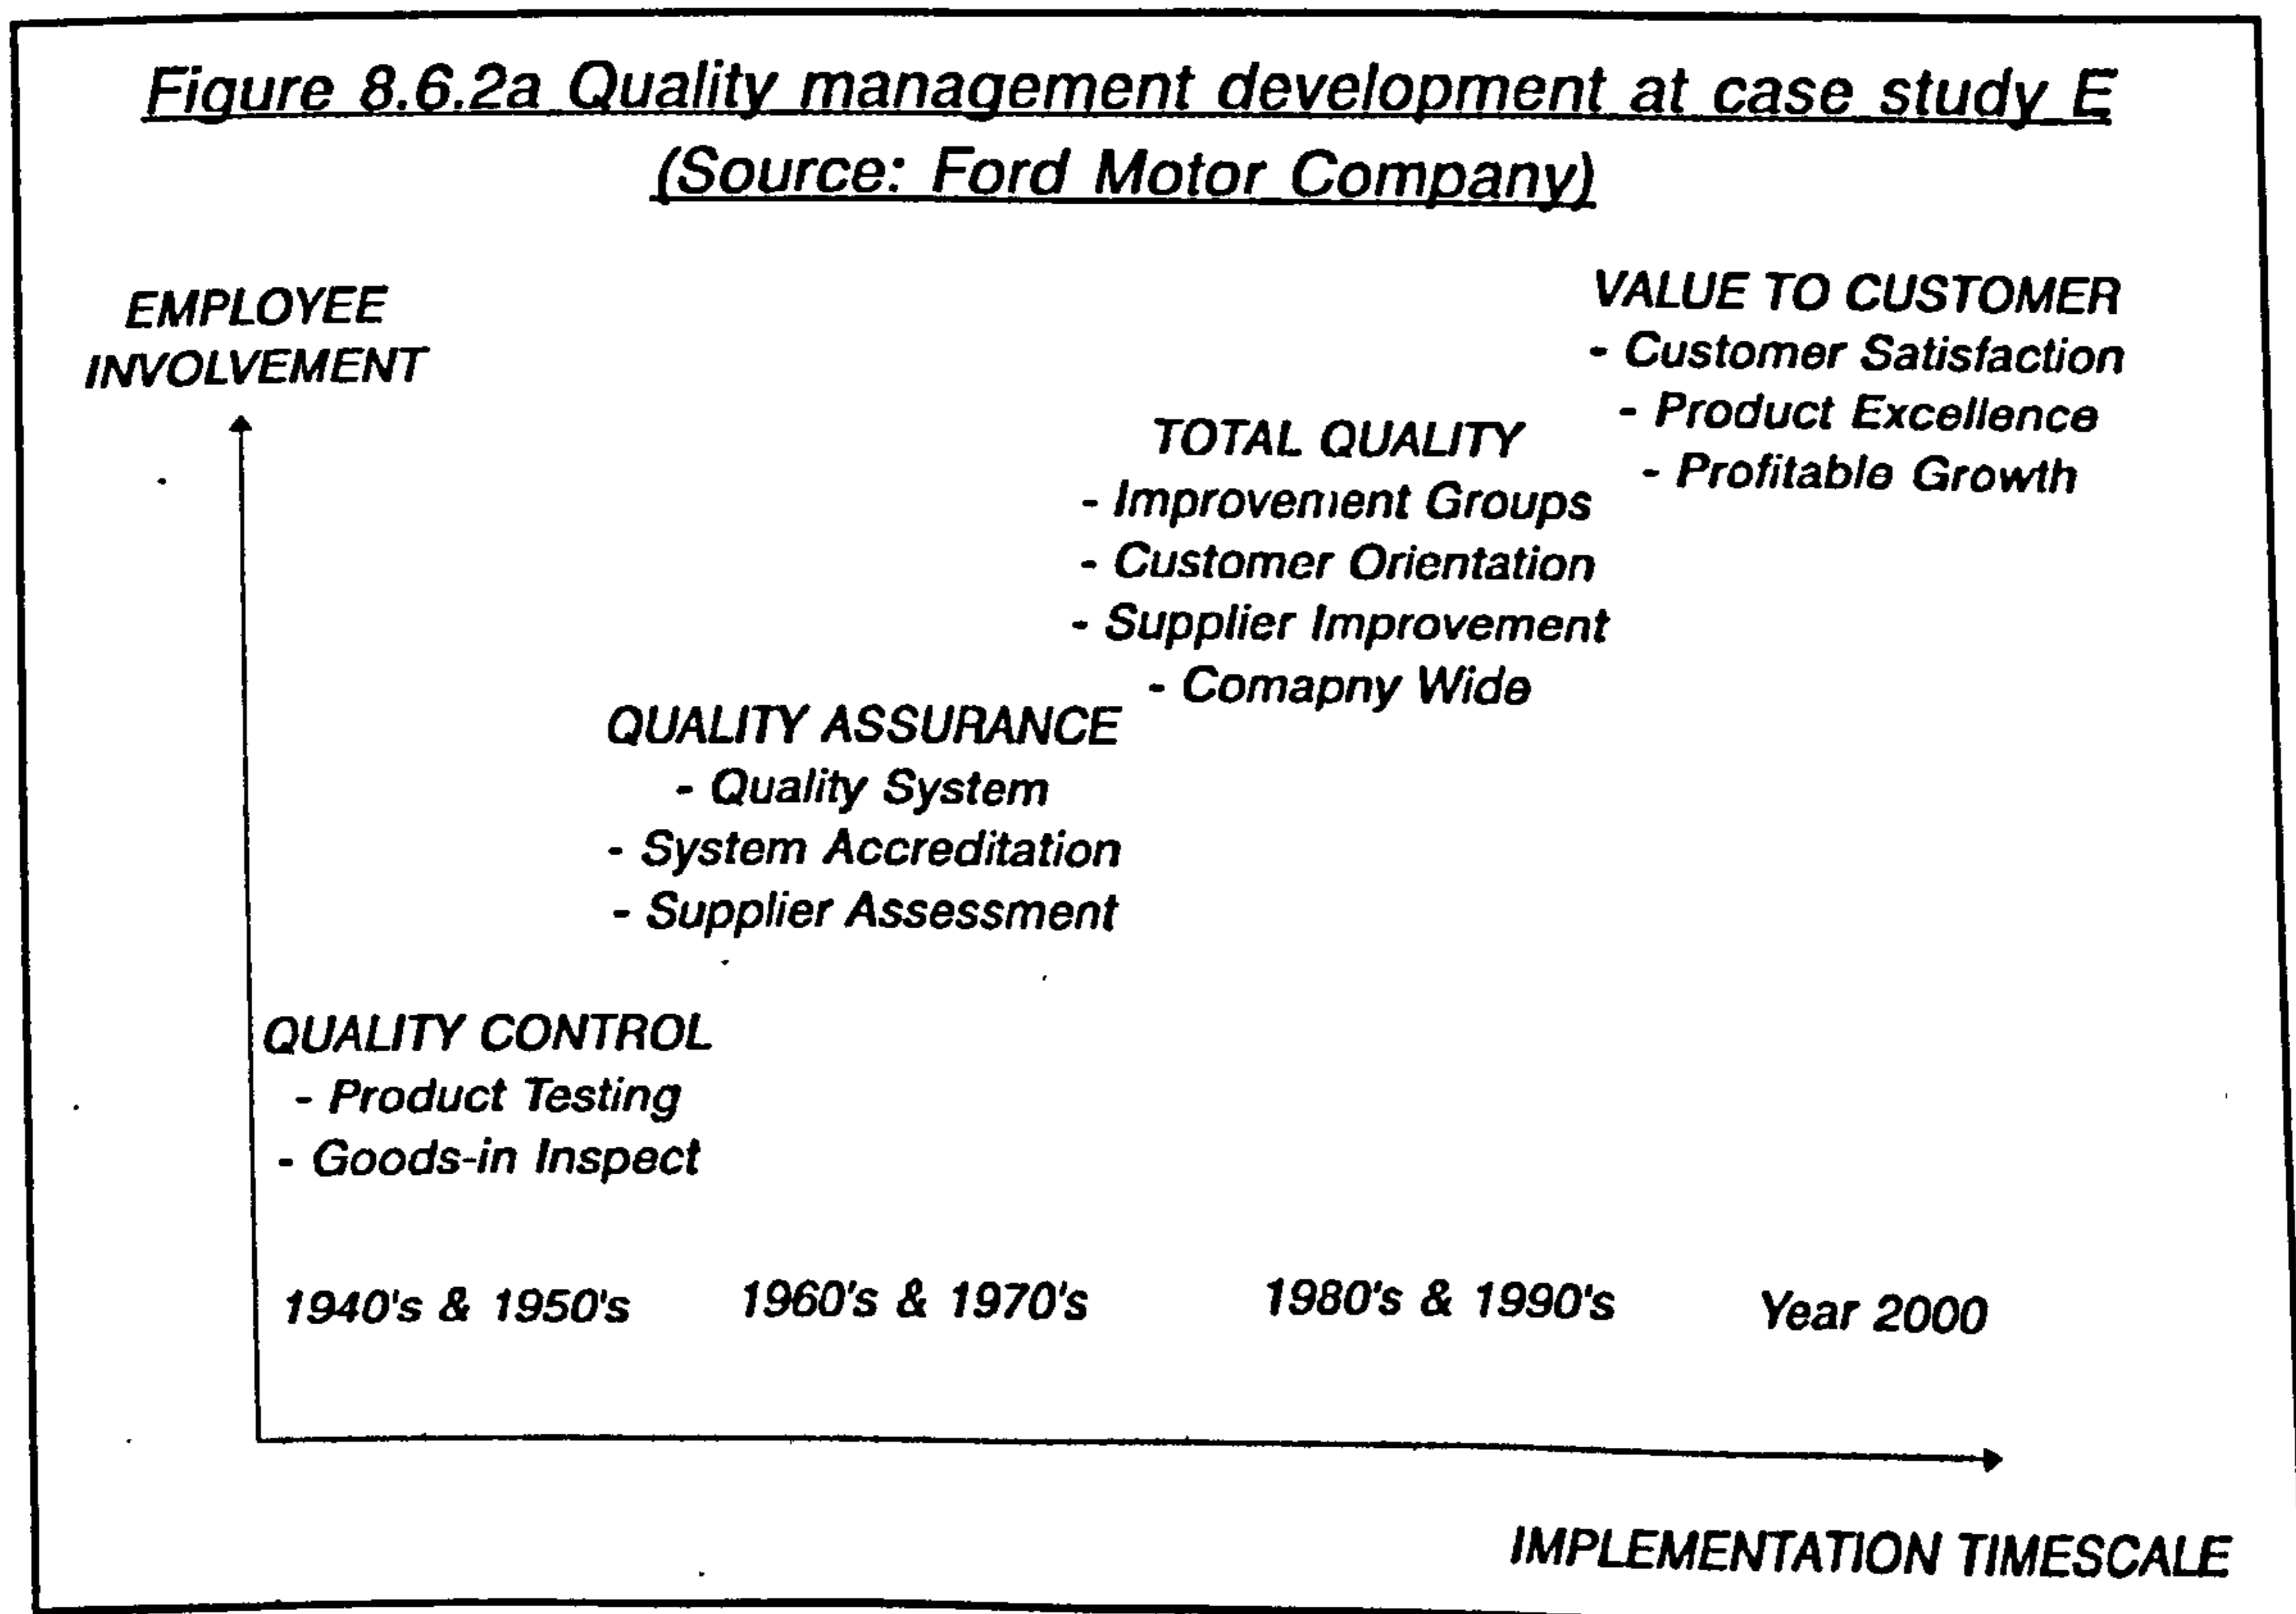 Figure 8.6.2a Quality management development at case study E
(Source: Ford Motor Company)
EMPLOYEE
INVOLVEMENT
VALUE TO CUSTOMER
- Customer Satisfaction
- Product Excellence
- Profitable Growth
TOTAL QUALITY
- Improvement Groups
- Customer Orientation
- Supplier Improvement
- Comapny Wide
QUALITY ASSURANCE
- Quality System
- System Accreditation
- Supplier Assessment
QUALITY CONTROL
- Product Testing
- Goods-in Inspect
1940's & 1950's
1960's & 1970's
1980's & 1990's
Year 2000
IMPLEMENTATION TIMESCALE